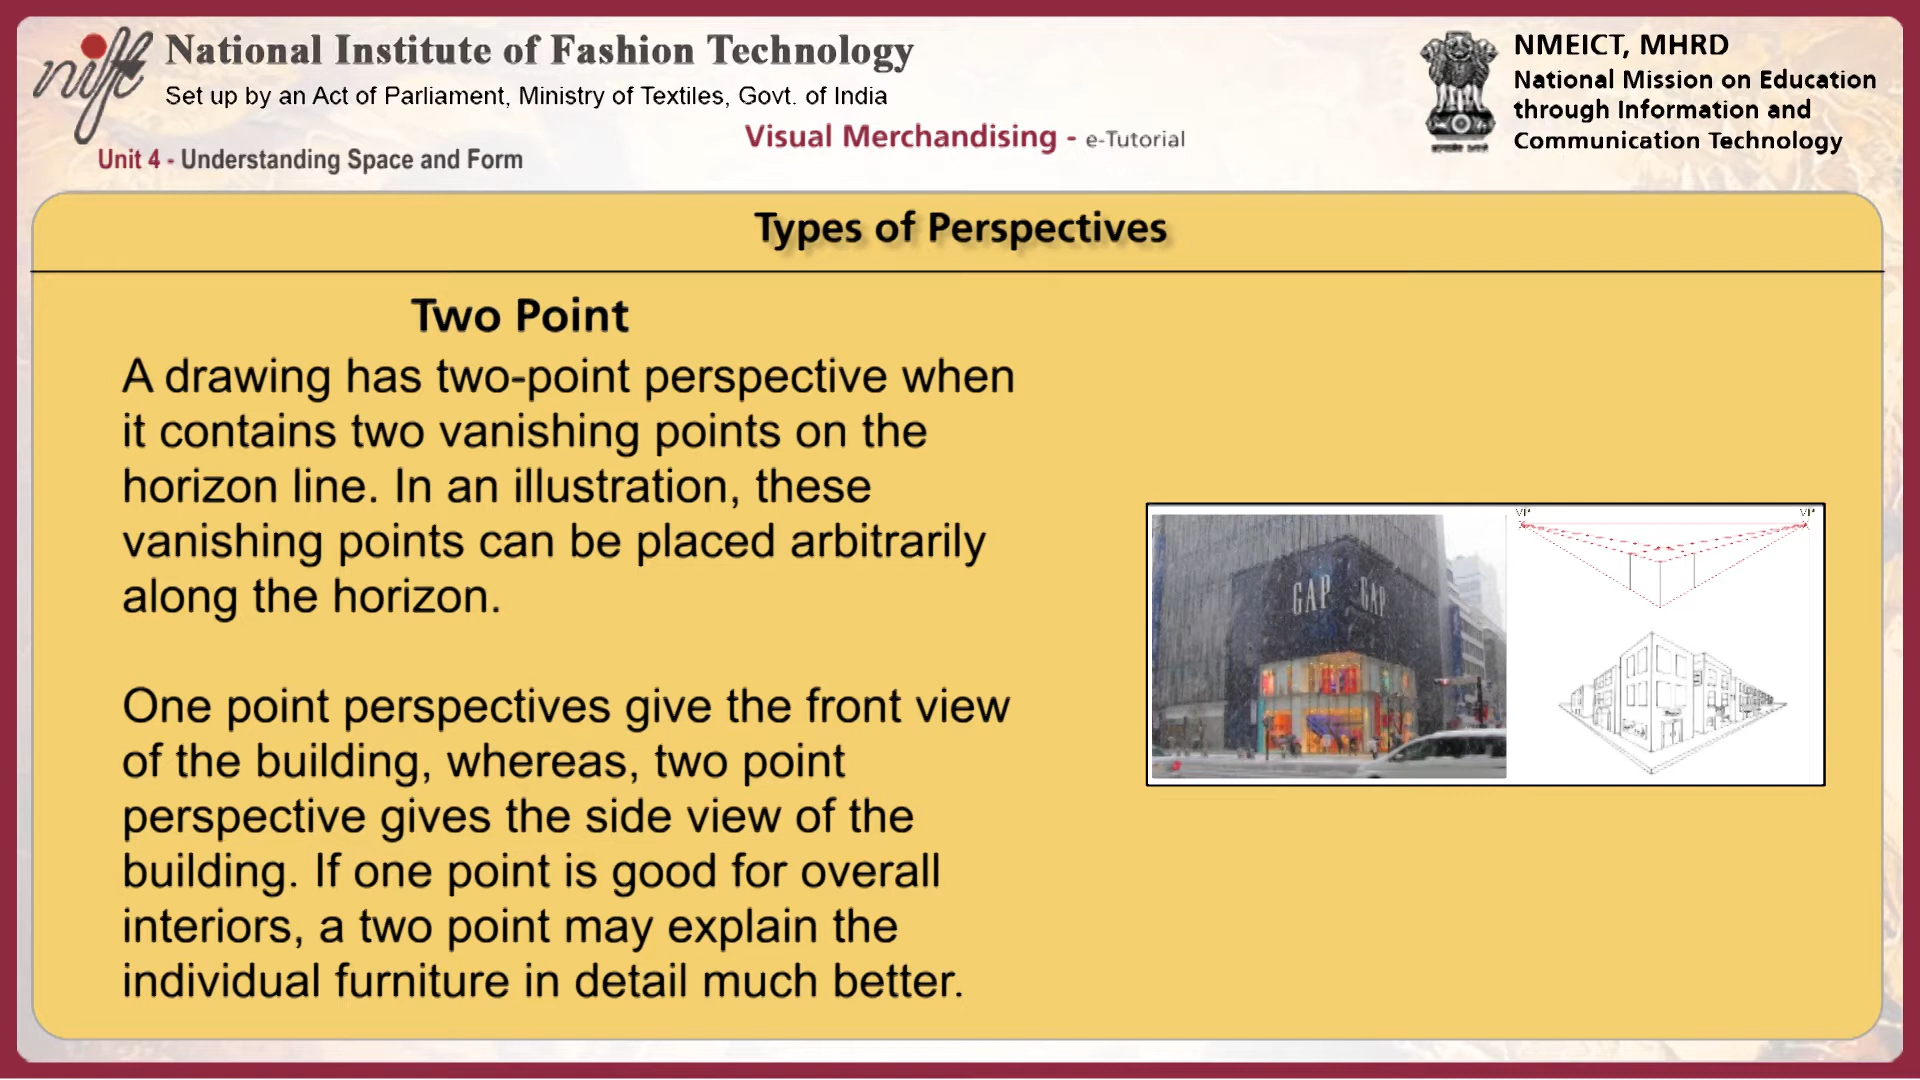 nift
National Institute of Fashion Technology
Set up by an Act of Parliament, Ministry of Textiles, Govt. of India
NMEICT, MHRD
National Mission on Education
through Information and
Communication Technology
Visual Merchandising - e-Tutorial
Unit 4 - Understanding Space and Form
Types of Perspectives
Two Point
A drawing has two-point perspective when
it contains two vanishing points on the
horizon line. In an illustration, these
vanishing points can be placed arbitrarily
along the horizon.
One point perspectives give the front view
of the building, whereas, two point
perspective gives the side view of the
building. If one point is good for overall
interiors, a two point may explain the
individual furniture in detail much better.
GAP GAP